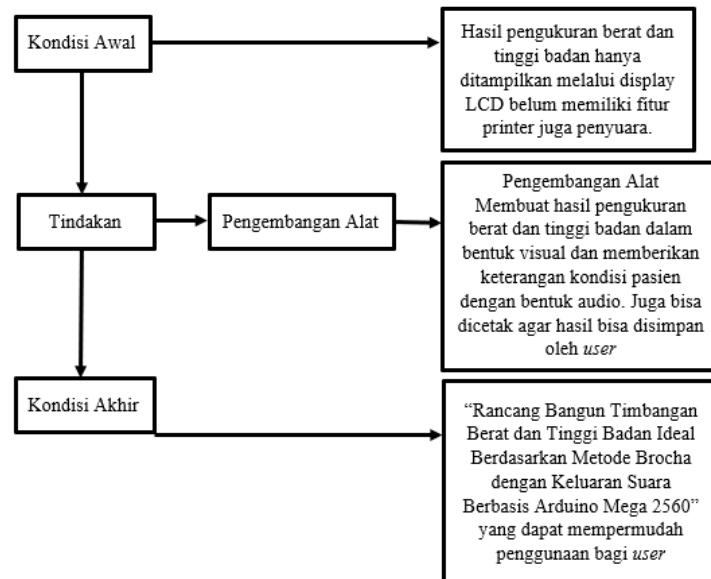 Kondisi Awal
Hasil pengukuran berat dan
tinggi badan hanya
ditampilkan melalui display
LCD belum memiliki fitur
printer juga penyuara.
Tindakan
Pengembangan Alat
Pengembangan Alat
Membuat hasil pengukuran
berat dan tinggi badan dalam
bentuk visual dan memberikan
keterangan kondisi pasien
dengan bentuk audio. Juga bisa
dicetak agar hasil bisa disimpan
oleh user
Kondisi Akhir
“Rancang Bangun Timbangan
Berat dan Tinggi Badan Ideal
Berdasarkan Metode Brocha
dengan Keluaran Suara
Berbasis Arduino Mega 2560”
yang dapat mempermudah
penggunaan bagi user